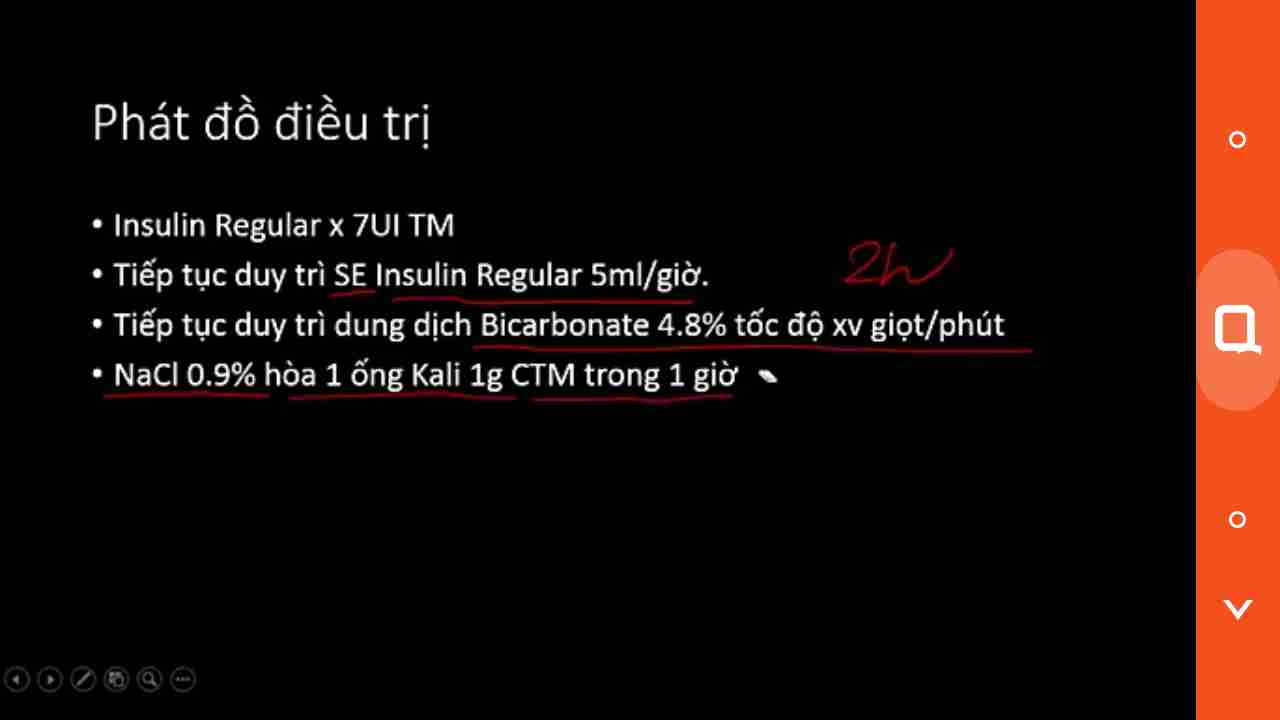 Phát đồ điều trị
• Insulin Regular x 7UI TM
• Tiếp tục duy trì SE Insulin Regular 5ml/giờ.
2h
• Tiếp tục duy trì dung dịch Bicarbonate 4.8% tốc độ xv giọt/phút
• NaCl 0.9% hòa 1 ống Kali 1g CTM trong 1 giờ